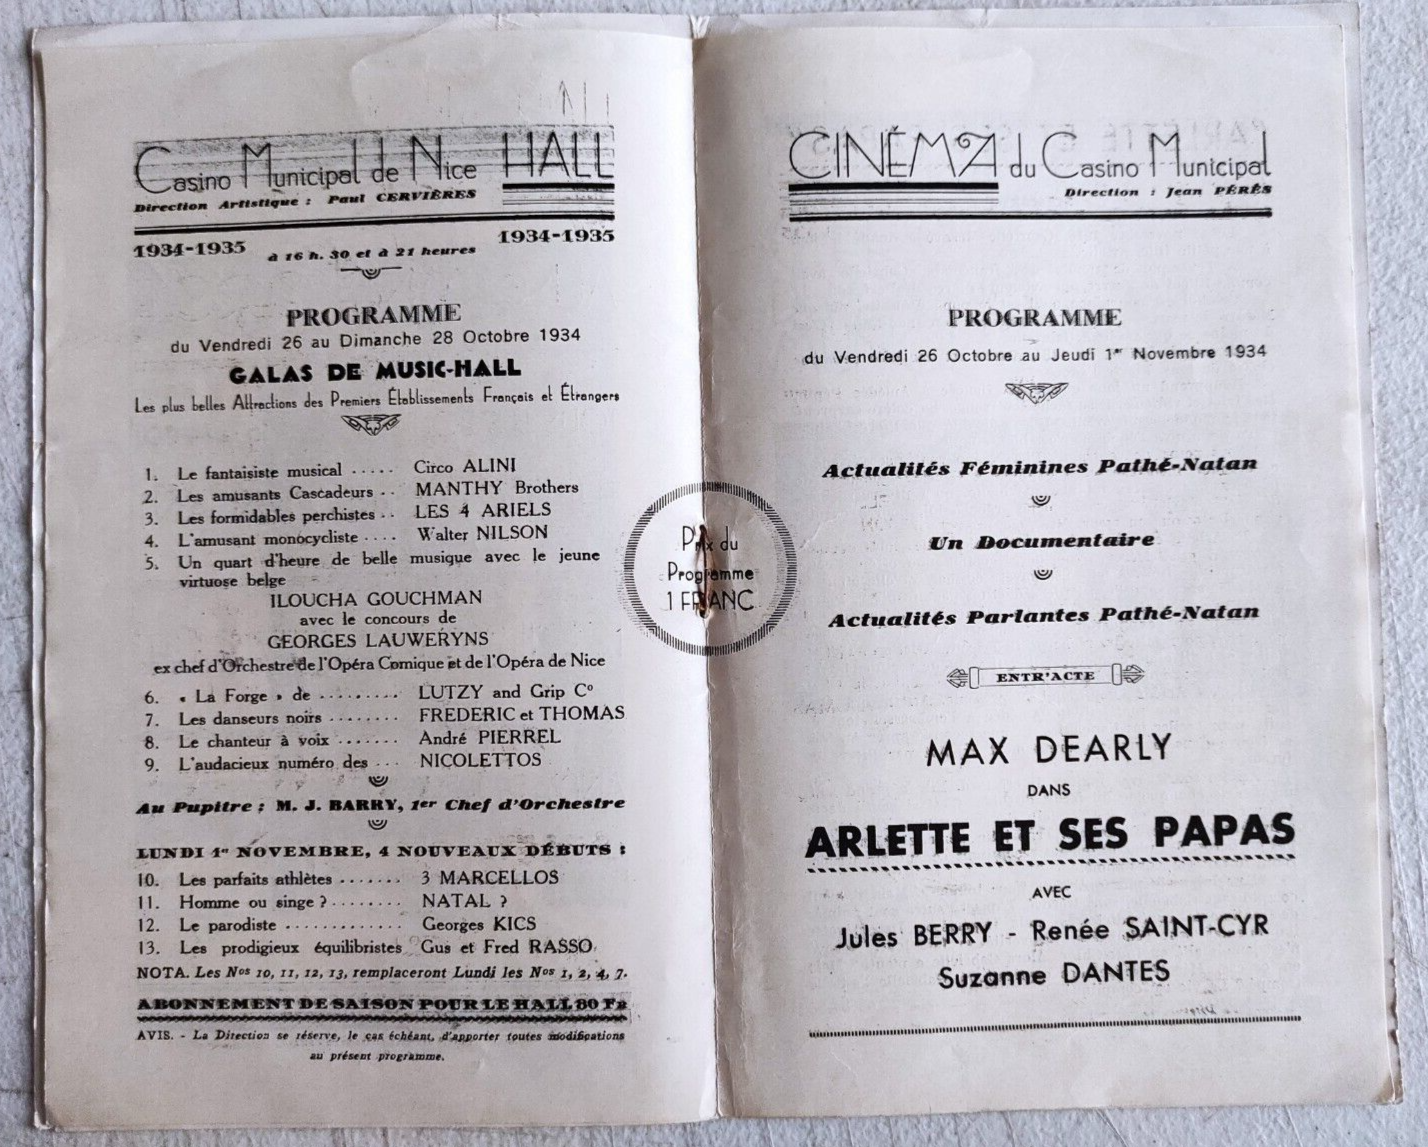 Casino Municipal de Nice HALL
Direction Artistique : Paul CERVIÈRES
1934-1935 à 16 h. 30 et à 21 heures 1934-1935
PROGRAMME
du Vendredi 26 au Dimanche 28 Octobre 1934
GALAS DE MUSIC-HALL
Les plus belles Attractions des Premiers Établissements Français et Étrangers
1. Le fantaisiste musical ..... Circo ALINI
2. Les amusants Cascadeurs .. MANTHY Brothers
3. Les formidables perchistes .. LES 4 ARIELS
4. L'amusant monocycliste .... Walter NILSON
5. Un quart d'heure de belle musique avec le jeune
virtuose belge
ILOUCHA GOUCHMAN
avec le concours de
GEORGES LAUWERYNS
ex chef d'Orchestre de l'Opéra Comique et de l'Opéra de Nice
6. « La Forge » de ......... LUTZY and Grip Cº
7. Les danseurs noirs ........ FREDERIC et THOMAS
8. Le chanteur à voix ....... André PIERREL
9. L'audacieux numéro des ... NICOLETTOS
Au Pupitre : M. J. BARRY, 1er Chef d'Orchestre
LUNDI 1er NOVEMBRE, 4 NOUVEAUX DÉBUTS :
10. Les parfaits athlètes ....... 3 MARCELLOS
11. Homme ou singe ?........ NATAL ?
12. Le parodiste ............. Georges KICS
13. Les prodigieux équilibristes Gus et Fred RASSO.
NOTA. Les Nos 10, 11, 12, 13, remplaceront Lundi les Nos 1, 2, 4, 7.
ABONNEMENT DE SAISON POUR LE HALL 80 Fr
AVIS. - La Direction se réserve, le cas échéant, d'apporter toutes modifications
au présent programme.
Prix du
Programme
1 FRANC
CINÉMA du Casino Municipal
Direction : Jean PÉRÈS
PROGRAMME
du Vendredi 26 Octobre au Jeudi 1er Novembre 1934
Actualités Féminines Pathé-Natan
Un Documentaire
Actualités Parlantes Pathé-Natan
ENTR'ACTE
MAX DEARLY
DANS
ARLETTE ET SES PAPAS
AVEC
Jules BERRY - Renée SAINT-CYR
Suzanne DANTES